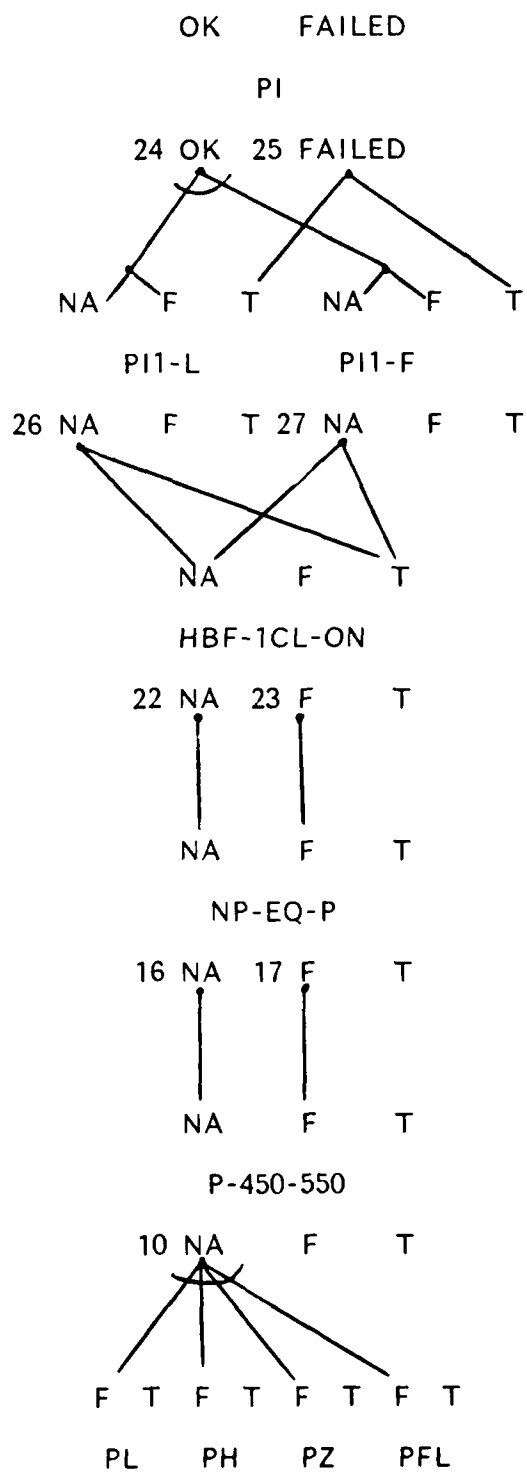 OK FAILED
PI
24 OK 25 FAILED
NA F T NA F T
PI1-L PI1-F
26 NA F T 27 NA F T
NA F T
HBF-1CL-ON
22 NA 23 F T
NA F T
NP-EQ-P
16 NA 17 F T
NA F T
P-450-550
10 NA F T
F T F T F T F T
PL PH PZ PFL